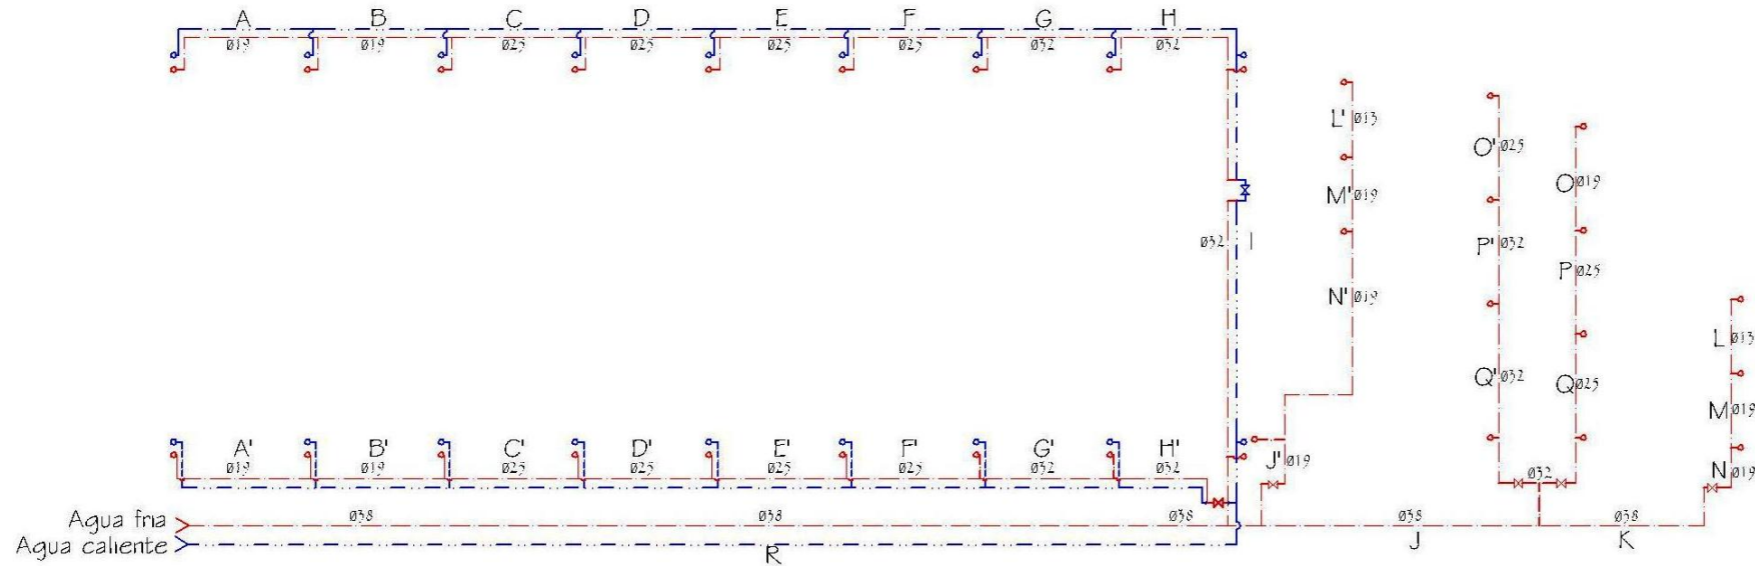 A B C D E F G H
Ø19 Ø19 Ø25 Ø25 Ø25 Ø25 Ø32 Ø32
L' Ø13
O' Ø25
O Ø19
M' Ø19
Ø32 I
P' Ø32
P Ø25
N' Ø19
L Ø13
Q' Ø32
Q Ø25
M Ø19
A' B' C' D' E' F' G' H'
Ø19 Ø19 Ø25 Ø25 Ø25 Ø25 Ø32 Ø32
J' Ø19
Ø32
N Ø19
Agua fria Ø38 Ø38 Ø38 Ø38 Ø38
Agua caliente R J K